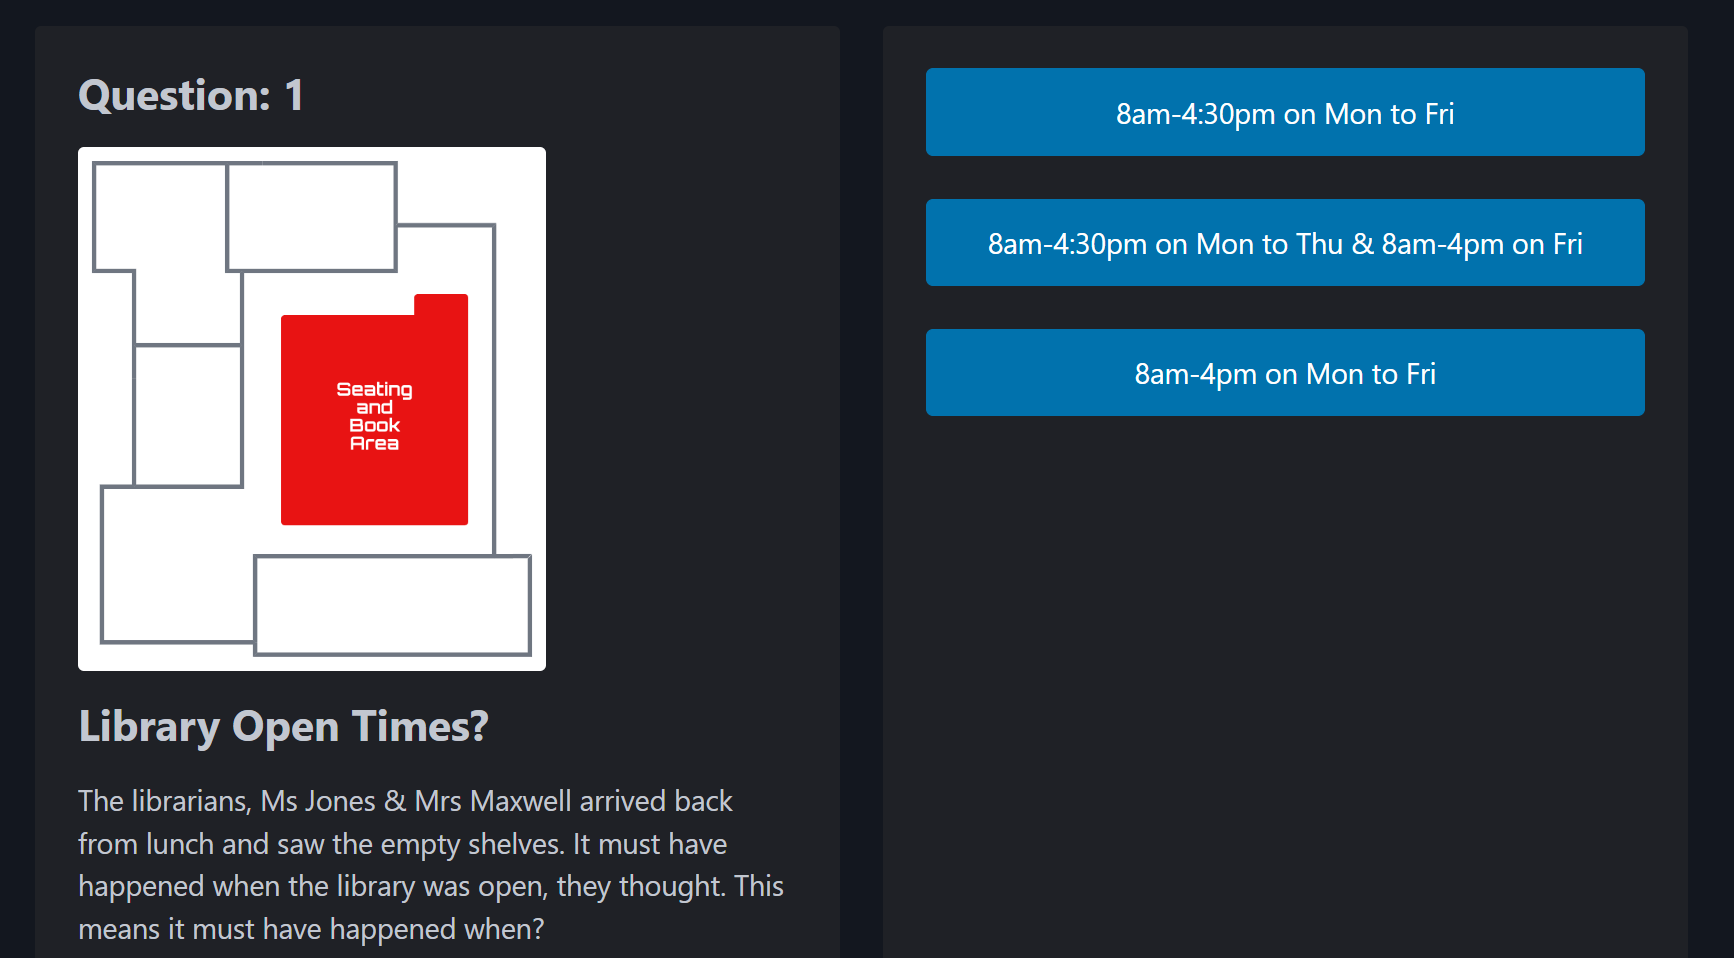 Question: 1
Seating
and
Book
Area
Library Open Times?
The librarians, Ms Jones & Mrs Maxwell arrived back
from lunch and saw the empty shelves. It must have
happened when the library was open, they thought. This
means it must have happened when?
8am-4:30pm on Mon to Fri
8am-4:30pm on Mon to Thu & 8am-4pm on Fri
8am-4pm on Mon to Fri